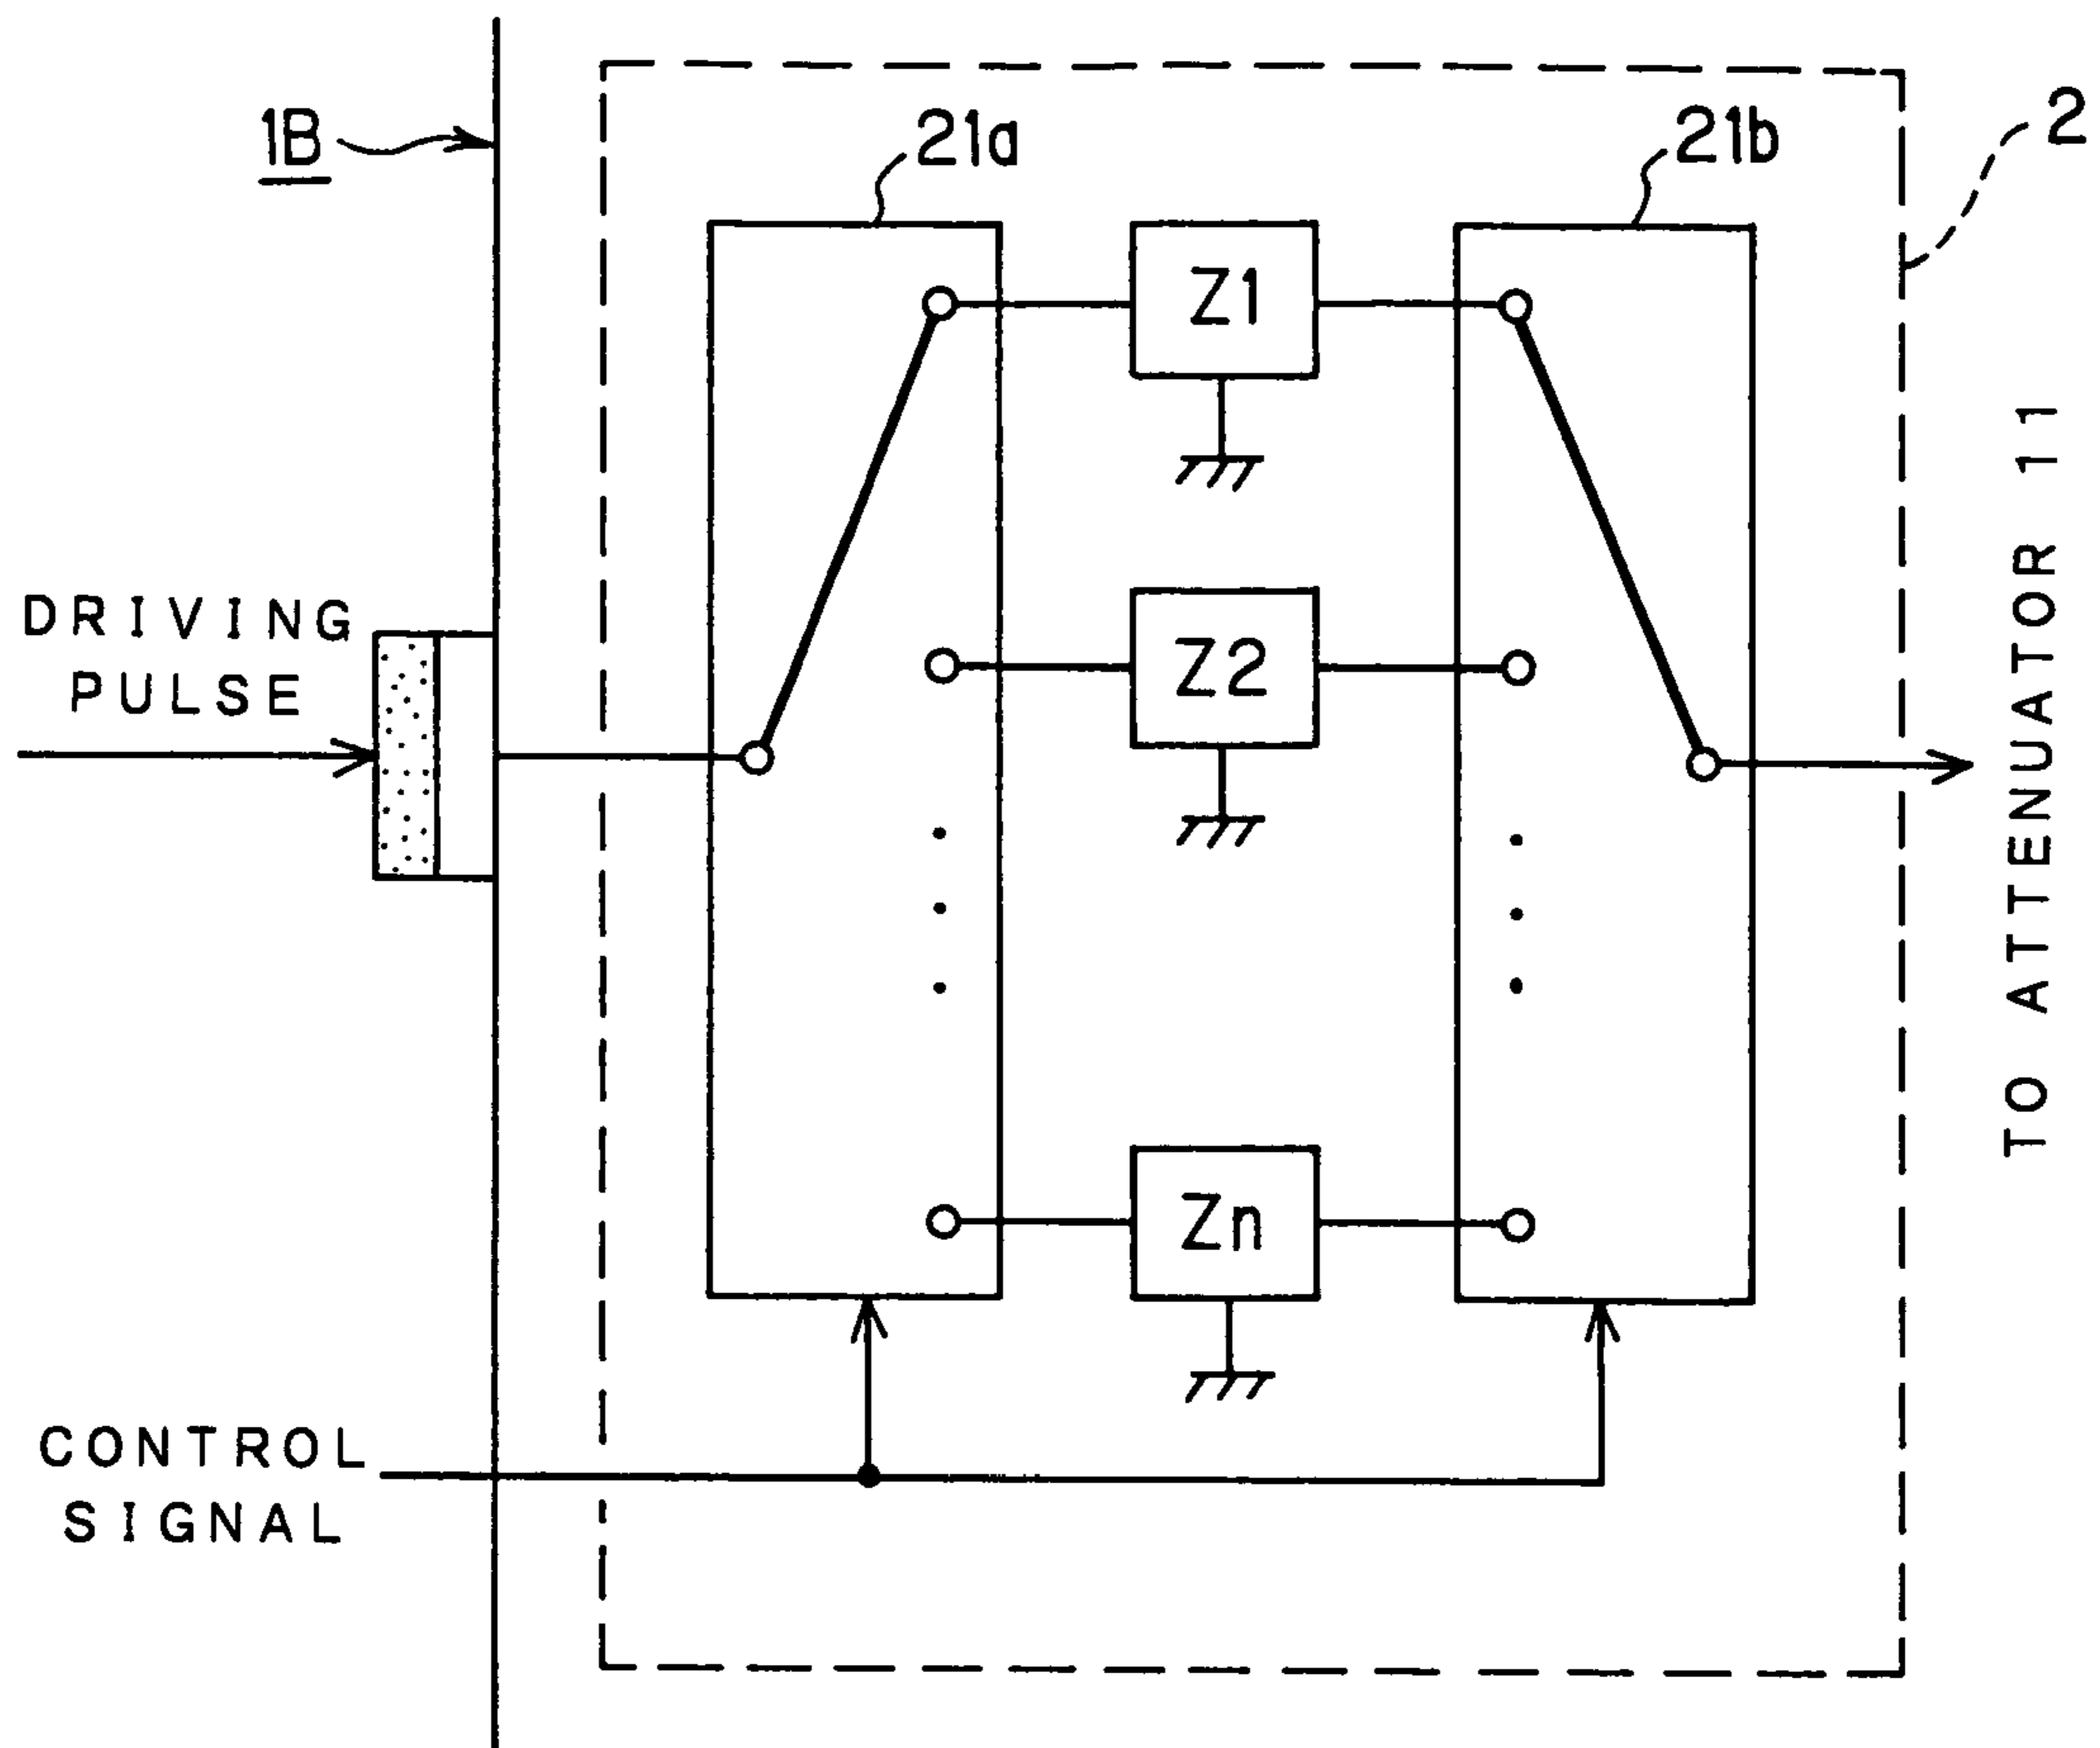 1B
21a
21b
2
Z1
DRIVING
PULSE
Z2
TO ATTENUATOR 11
Zn
CONTROL
SIGNAL